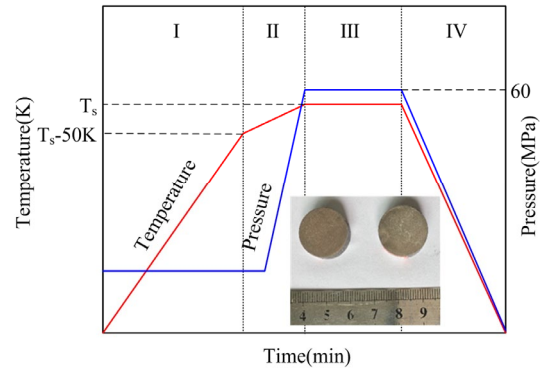 I II III IV
Temperature(K)
Tₛ
Tₛ-50K
Temperature
Pressure
60
Pressure(MPa)
4 5 6 7 8 9
Time(min)